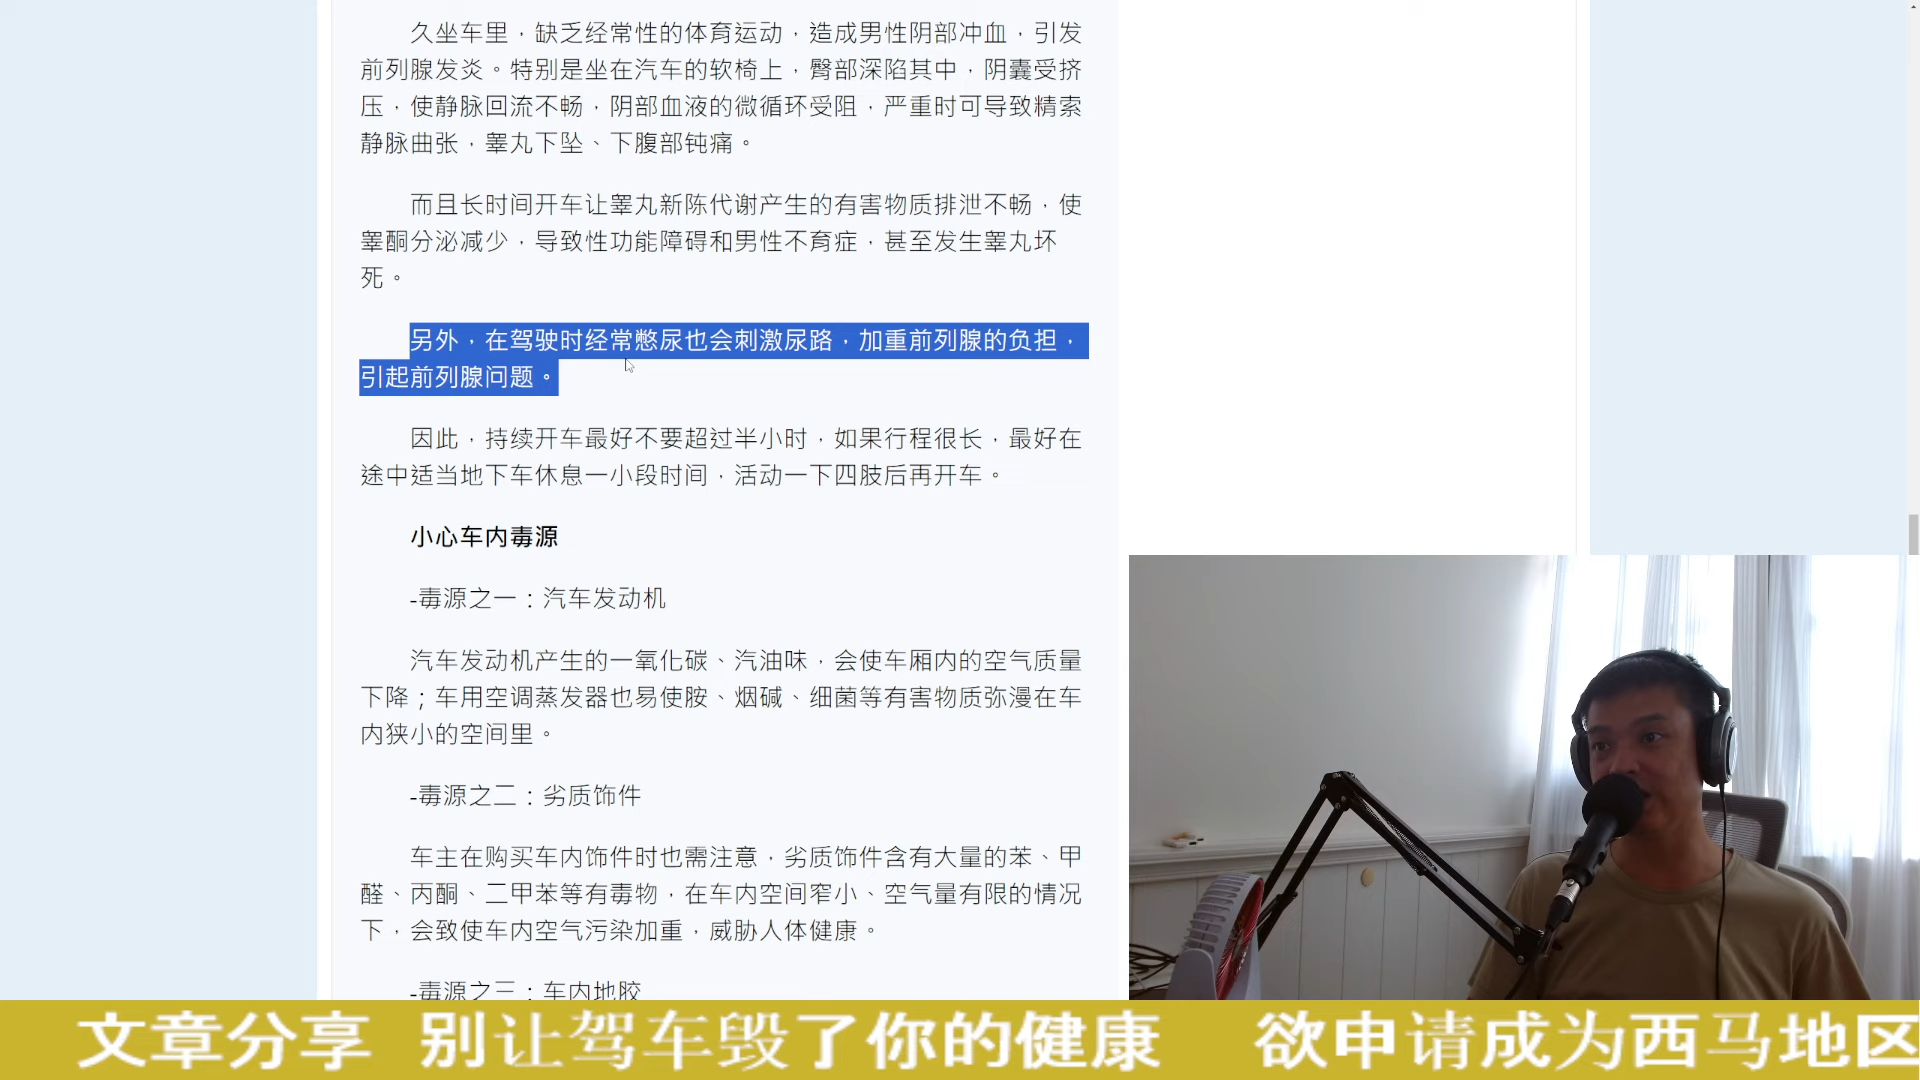 久坐车里，缺乏经常性的体育运动，造成男性阴部冲血，引发
前列腺发炎。特别是坐在汽车的软椅上，臀部深陷其中，阴囊受挤
压，使静脉回流不畅，阴部血液的微循环受阻，严重时可导致精索
静脉曲张，睾丸下坠、下腹部钝痛。
而且长时间开车让睾丸新陈代谢产生的有害物质排泄不畅，使
睾酮分泌减少，导致性功能障碍和男性不育症，甚至发生睾丸坏
死。
另外，在驾驶时经常憋尿也会刺激尿路，加重前列腺的负担，
引起前列腺问题。
因此，持续开车最好不要超过半小时，如果行程很长，最好在
途中适当地下车休息一小段时间，活动一下四肢后再开车。
小心车内毒源
-毒源之一：汽车发动机
汽车发动机产生的一氧化碳、汽油味，会使车厢内的空气质量
下降；车用空调蒸发器也易使胺、烟碱、细菌等有害物质弥漫在车
内狭小的空间里。
-毒源之二：劣质饰件
车主在购买车内饰件时也需注意，劣质饰件含有大量的苯、甲
醛、丙酮、二甲苯等有毒物，在车内空间窄小、空气量有限的情况
下，会致使车内空气污染加重，威胁人体健康。
-毒源之三：车内地胶
文章分享 别让驾车毁了你的健康 欲申请成为西马地区